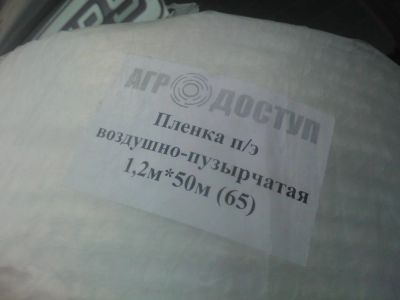 АГРОДОСТУП
Пленка п/э
воздушно-пузырчатая
1,2м*50м (65)